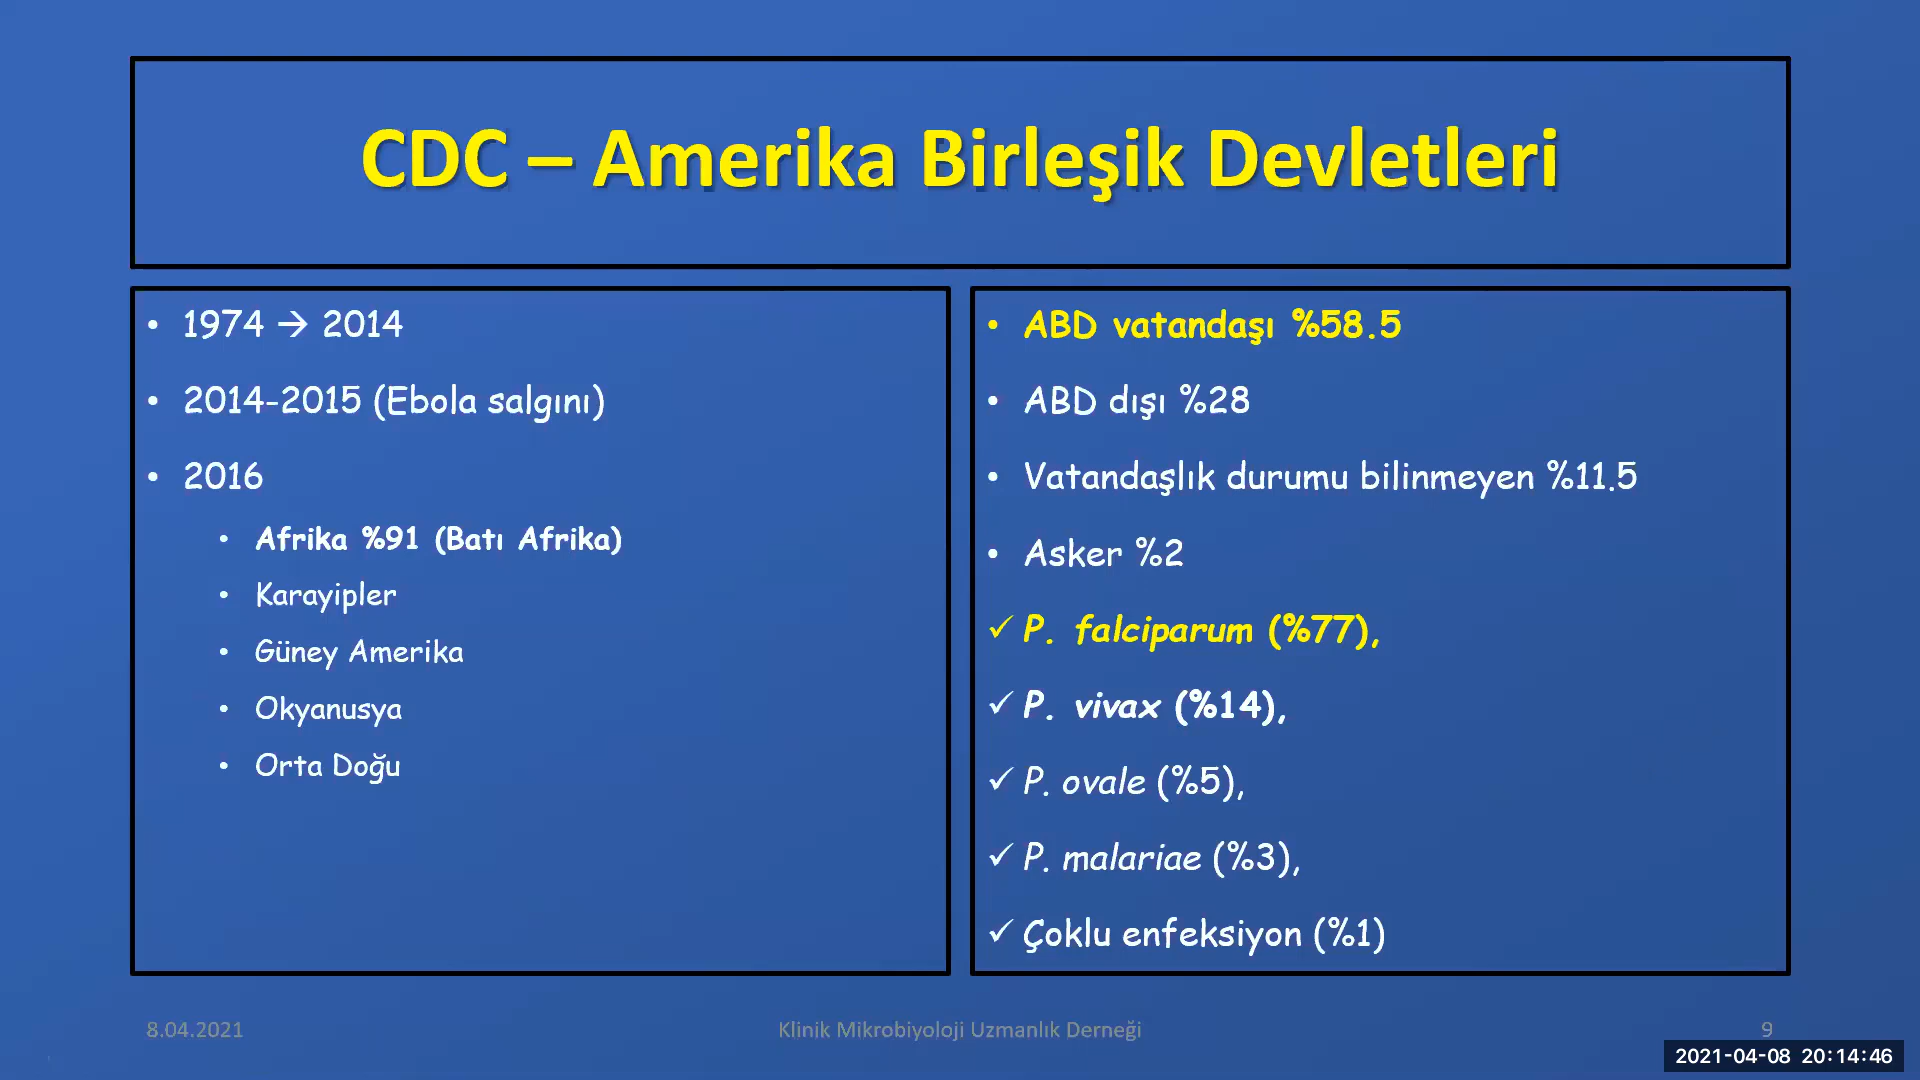 CDC – Amerika Birleşik Devletleri
• 1974 → 2014
• 2014-2015 (Ebola salgını)
• 2016
• Afrika %91 (Batı Afrika)
• Karayipler
• Güney Amerika
• Okyanusya
• Orta Doğu
• ABD vatandaşı %58.5
• ABD dışı %28
• Vatandaşlık durumu bilinmeyen %11.5
• Asker %2
✓ P. falciparum (%77),
✓ P. vivax (%14),
✓ P. ovale (%5),
✓ P. malariae (%3),
✓ Çoklu enfeksiyon (%1)
8.04.2021
Klinik Mikrobiyoloji Uzmanlık Derneği
9
2021-04-08 20:14:46